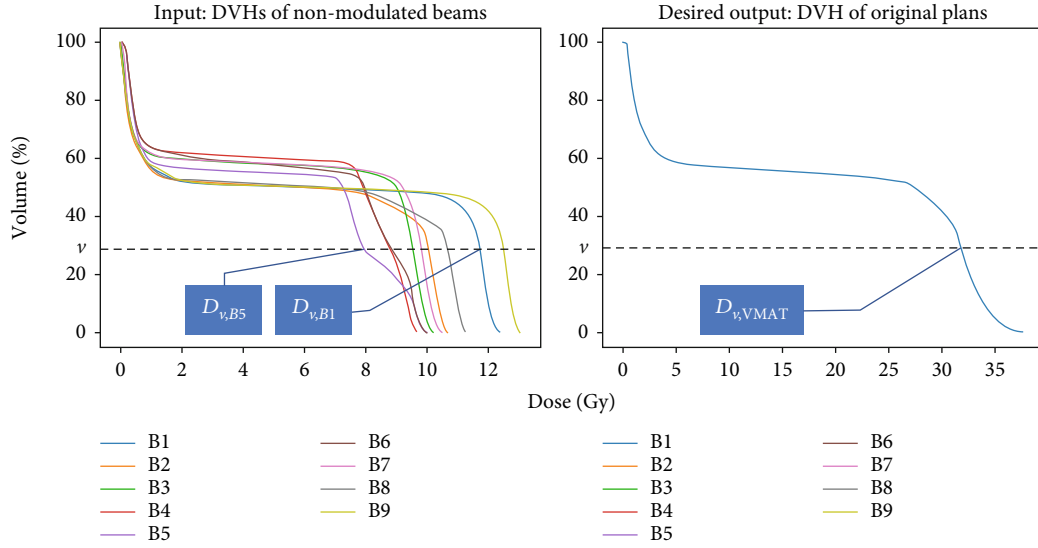 Input: DVHs of non-modulated beams
Desired output: DVH of original plans
Volume (%)
100
80
60
40
v
20
0
D_{v,B5}
D_{v,B1}
0 2 4 6 8 10 12
100
80
60
40
v
20
0
D_{v,VMAT}
0 5 10 15 20 25 30 35
Dose (Gy)
B1
B2
B3
B4
B5
B6
B7
B8
B9
B1
B2
B3
B4
B5
B6
B7
B8
B9